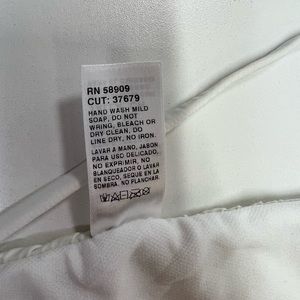 RN 58909
CUT: 37679
HAND WASH MILD
SOAP, DO NOT
WRING, BLEACH OR
DRY CLEAN, DO
LINE DRY, NO IRON.
LAVAR A MANO, JABON
PARA USO DELICADO,
NO EXPRIMIR, NO
BLANQUEADOR O LAVAR
EN SECO, SEQUE EN LA
SOMBRA, NO PLANCHAR.